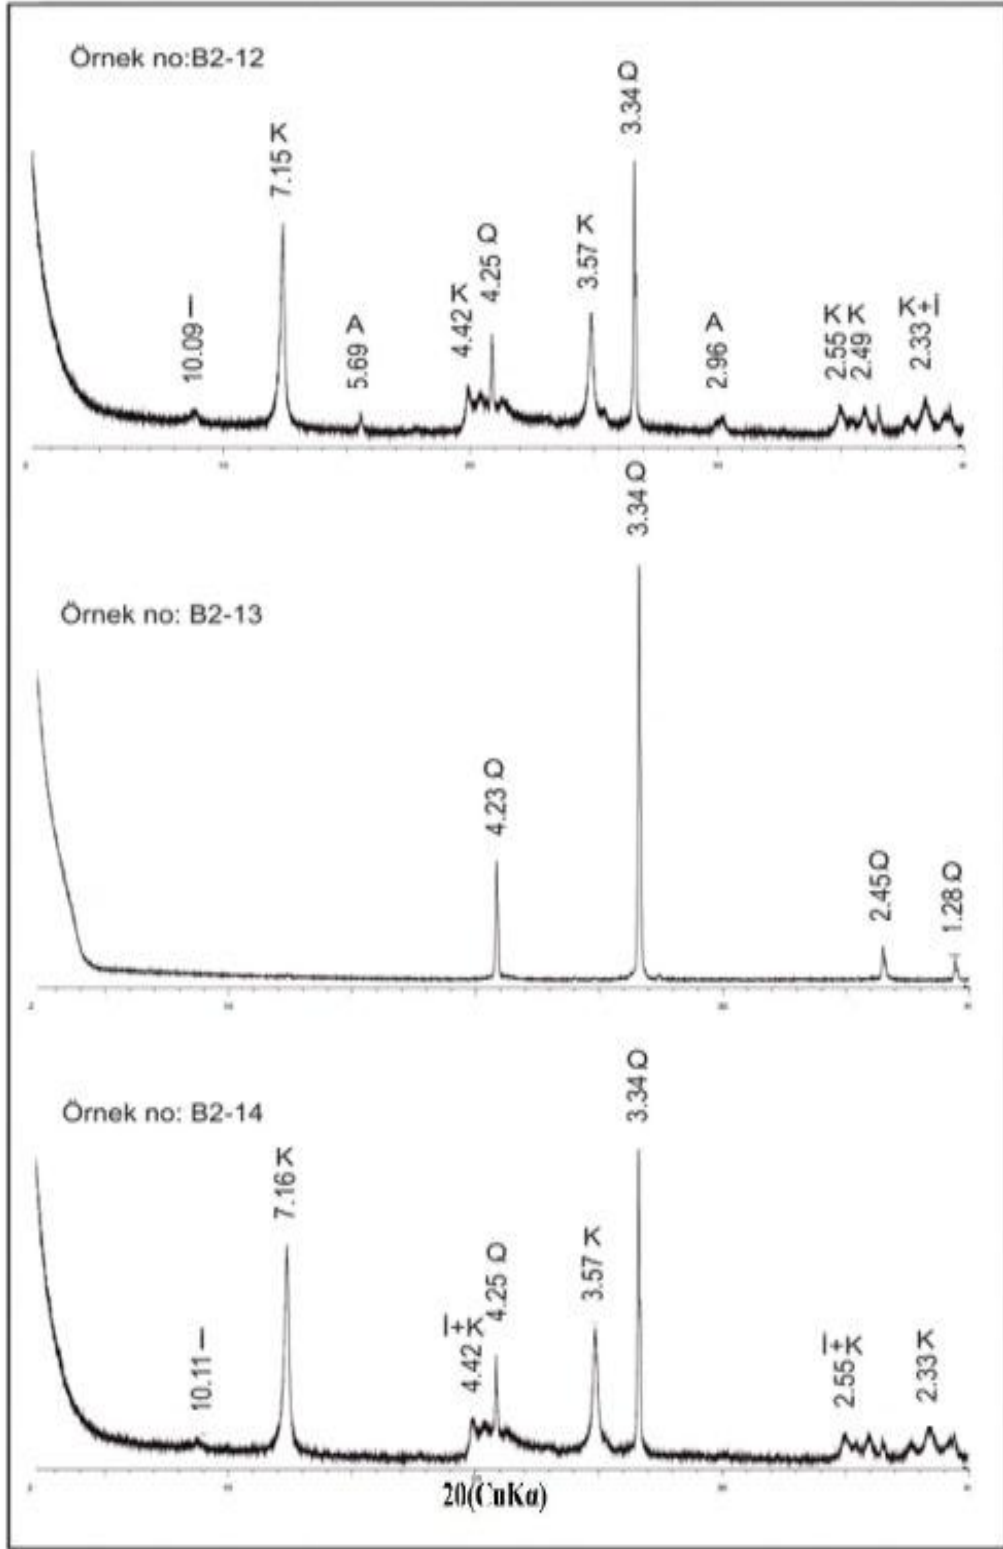 Örnek no:B2-12
10.09 I
7.15 K
5.69 A
4.42 K
4.25 Q
3.57 K
3.34 Q
2.96 A
2.55 K
2.49 K
2.33 K+I
Örnek no: B2-13
4.23 Q
3.34 Q
2.45 Q
1.28 Q
Örnek no: B2-14
10.11 I
7.16 K
4.42 I+K
4.25 Q
3.57 K
3.34 Q
2.55 I+K
2.33 K
2θ(CuKα)